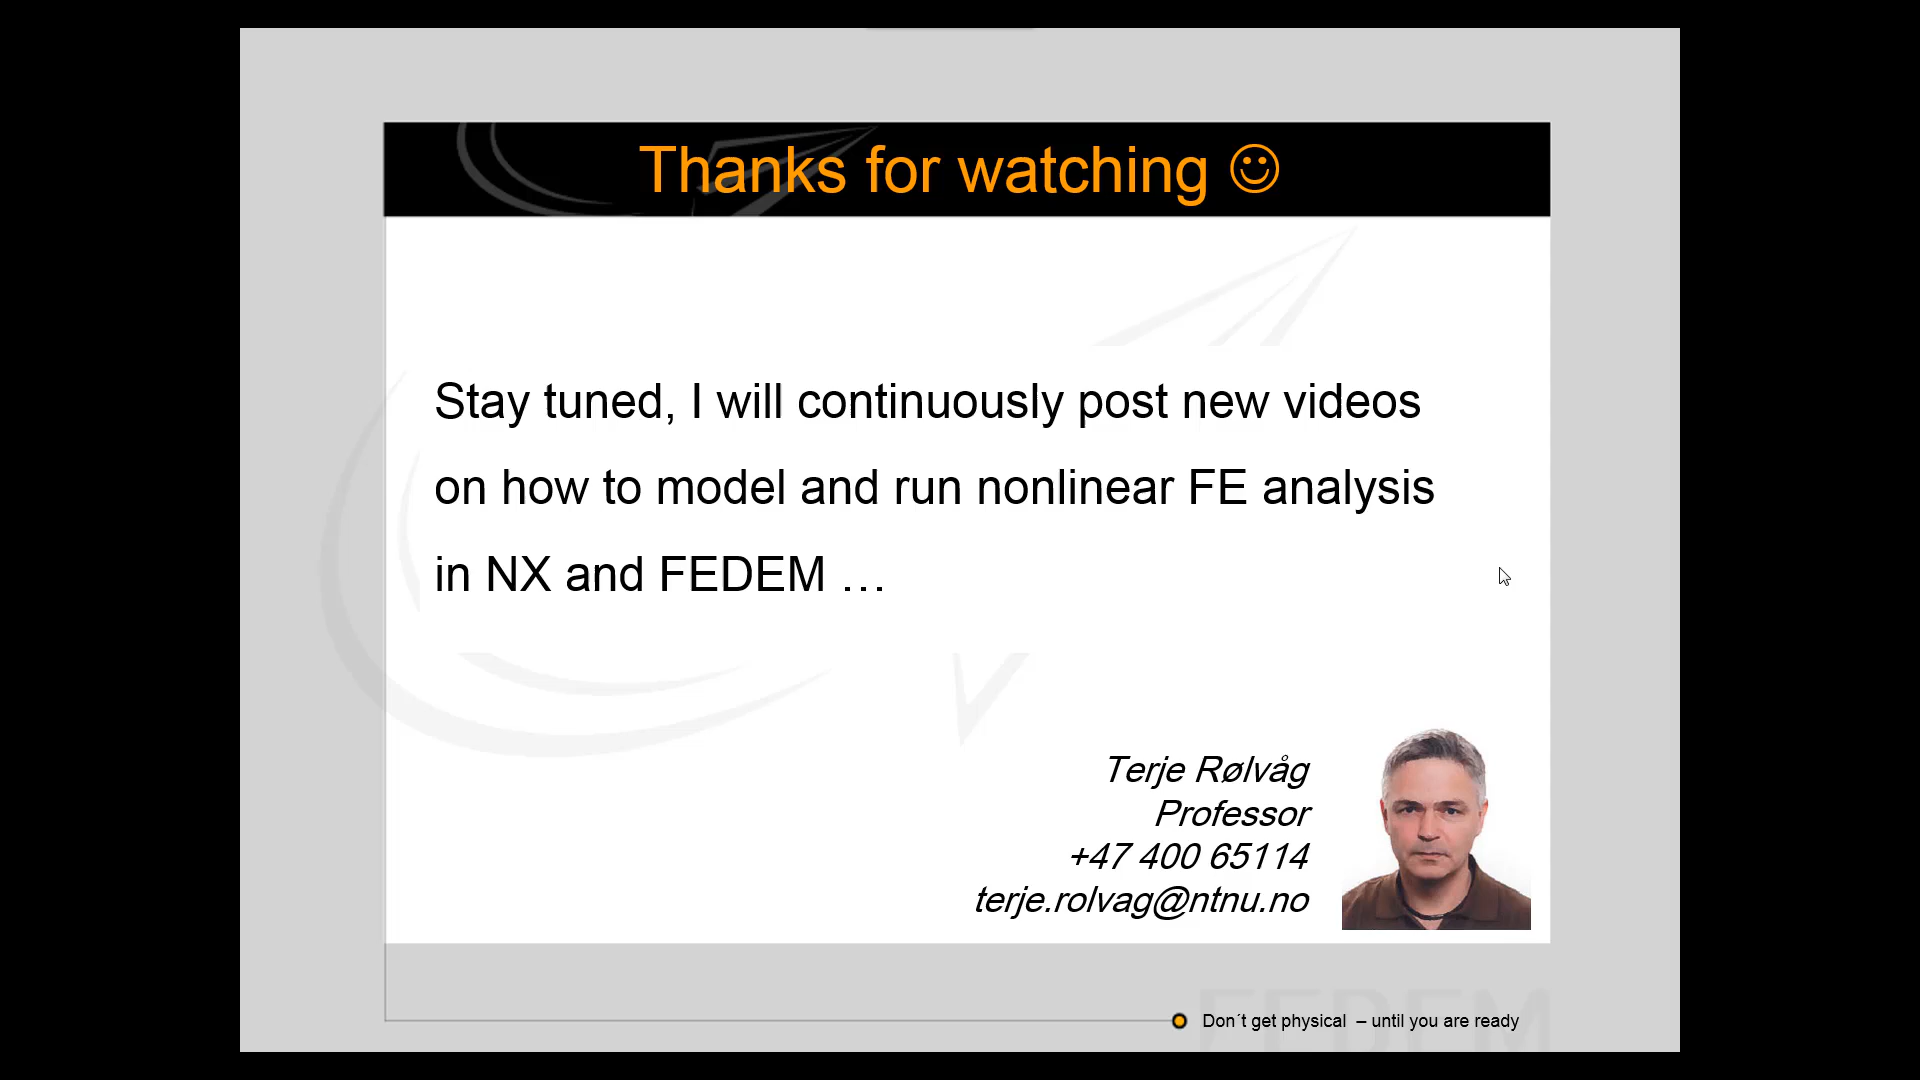 Thanks for watching ☺
Stay tuned, I will continuously post new videos
on how to model and run nonlinear FE analysis
in NX and FEDEM …
Terje Rølvåg
Professor
+47 400 65114
terje.rolvag@ntnu.no
FEDEM
Don´t get physical – until you are ready